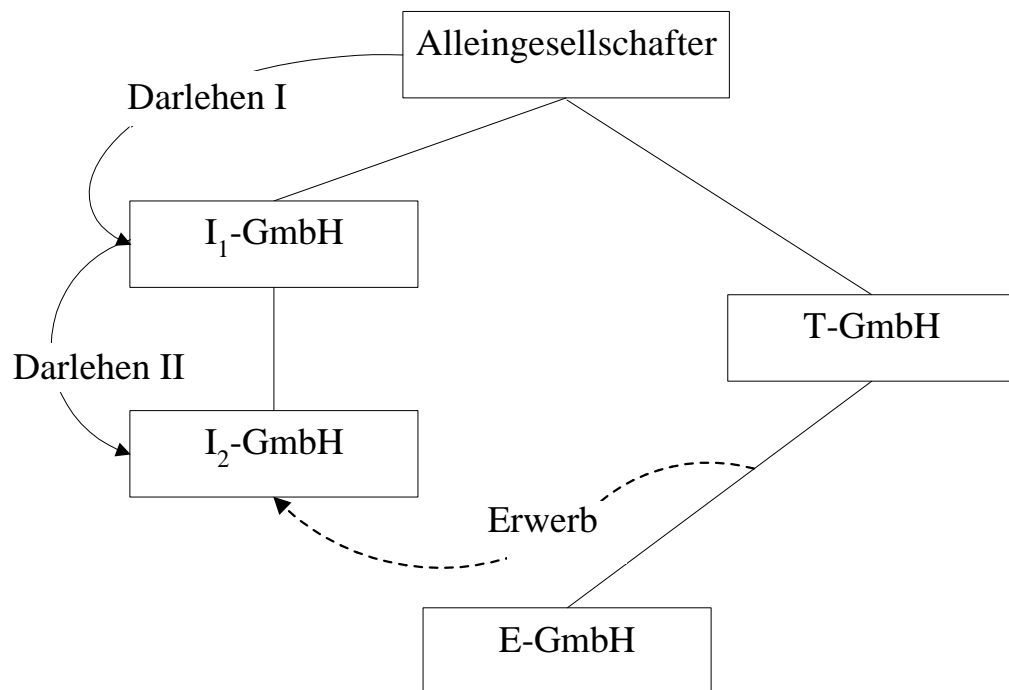 Alleingesellschafter
Darlehen I
I₁-GmbH
T-GmbH
Darlehen II
I₂-GmbH
Erwerb
E-GmbH